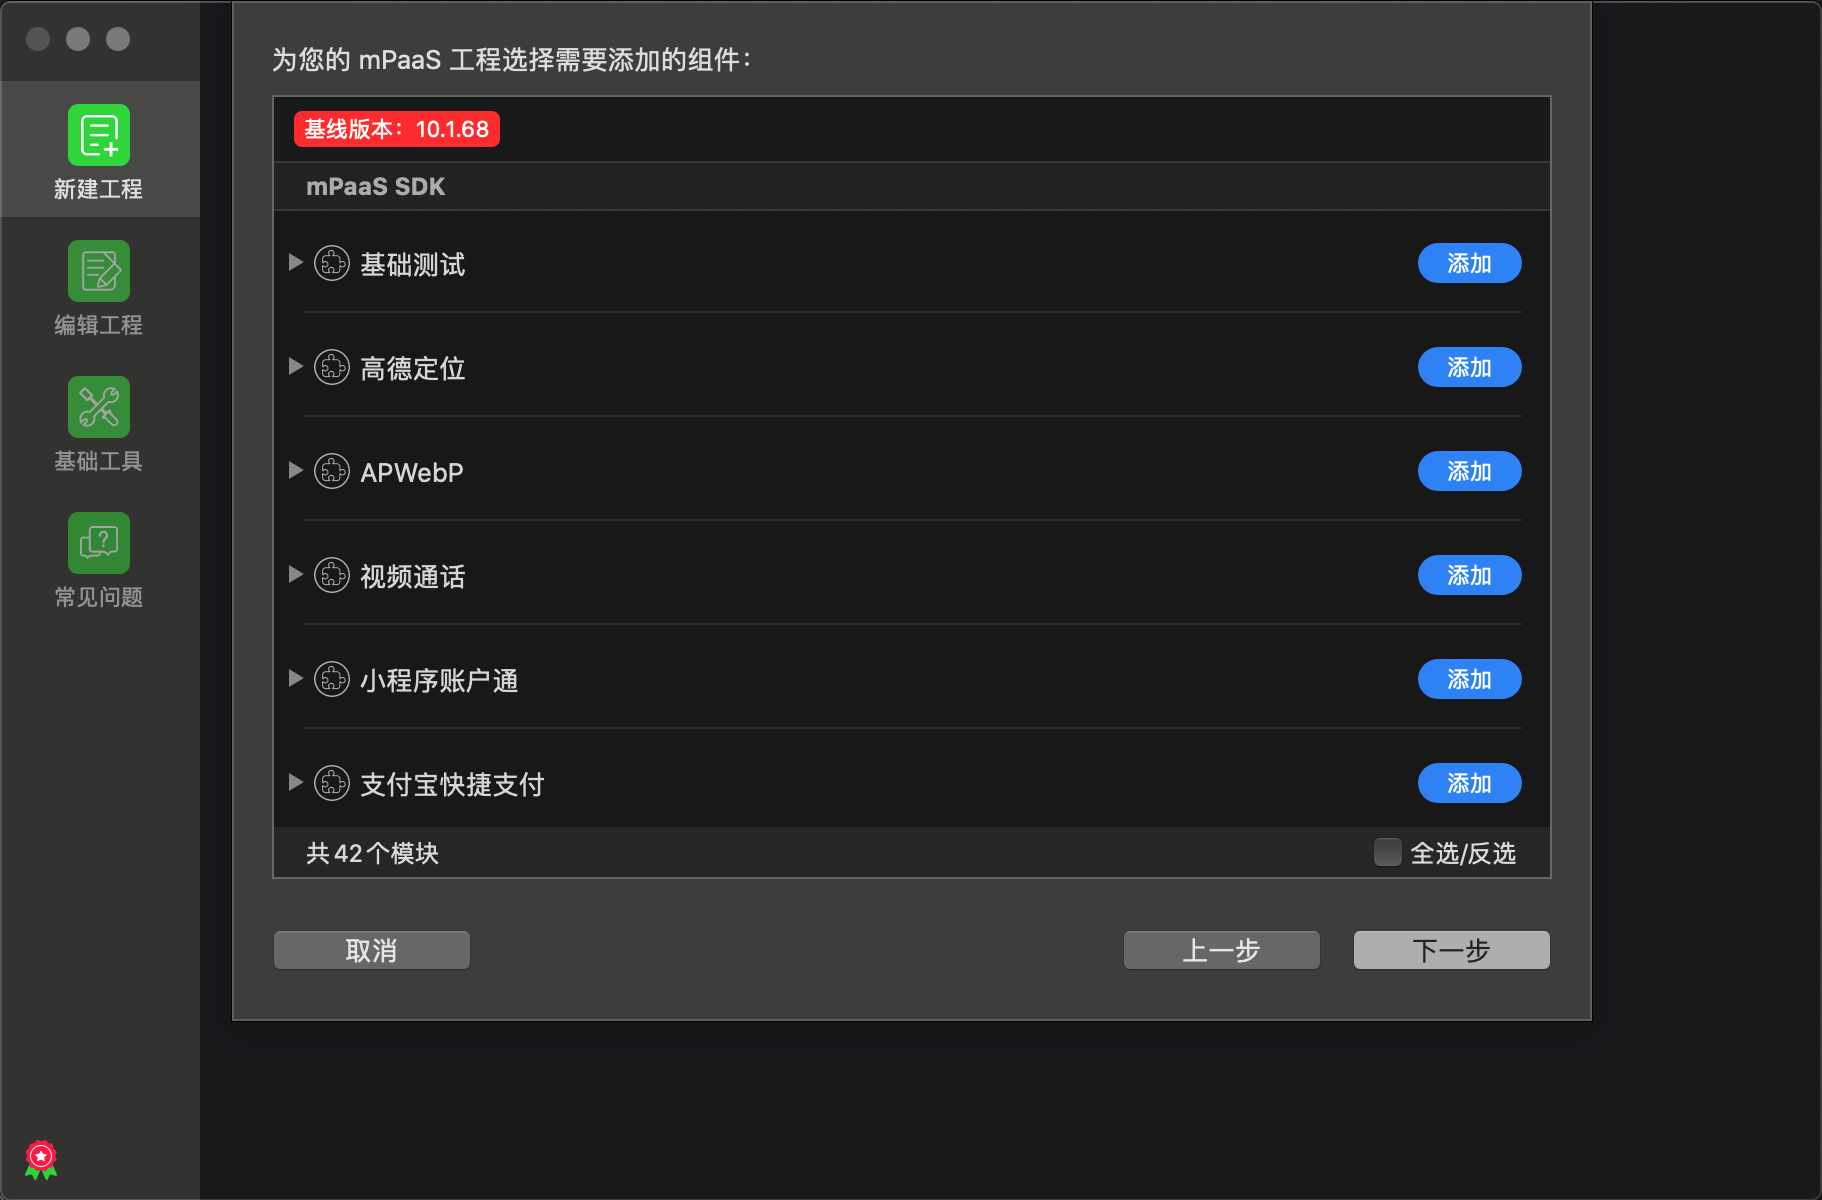 新建工程
编辑工程
基础工具
常见问题
为您的 mPaaS 工程选择需要添加的组件：
基线版本：10.1.68
mPaaS SDK
基础测试
添加
高德定位
添加
APWebP
添加
视频通话
添加
小程序账户通
添加
支付宝快捷支付
添加
共42个模块
全选/反选
取消
上一步
下一步